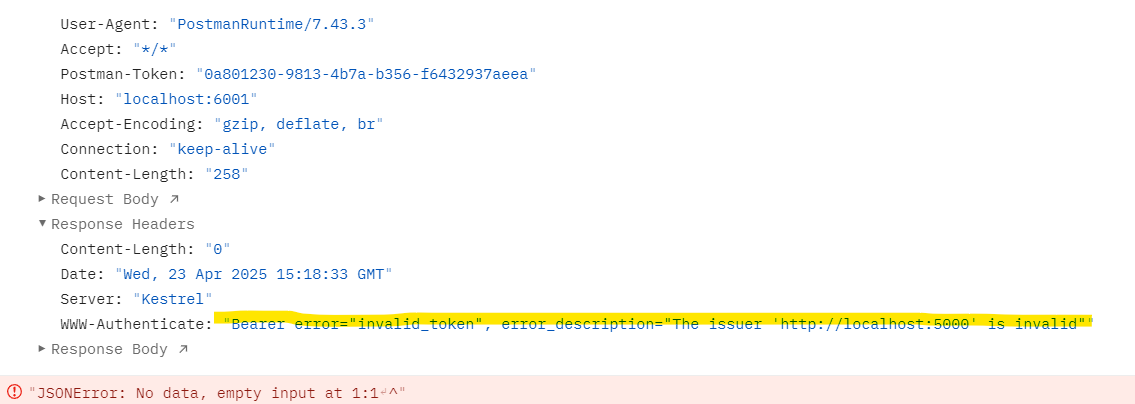 User-Agent: "PostmanRuntime/7.43.3"
Accept: "*/*"
Postman-Token: "0a801230-9813-4b7a-b356-f6432937aeea"
Host: "localhost:6001"
Accept-Encoding: "gzip, deflate, br"
Connection: "keep-alive"
Content-Length: "258"
▶ Request Body ↗
▼ Response Headers
Content-Length: "0"
Date: "Wed, 23 Apr 2025 15:18:33 GMT"
Server: "Kestrel"
WWW-Authenticate: "Bearer error="invalid_token", error_description="The issuer 'http://localhost:5000' is invalid""
▶ Response Body ↗
"JSONError: No data, empty input at 1:1↵^"